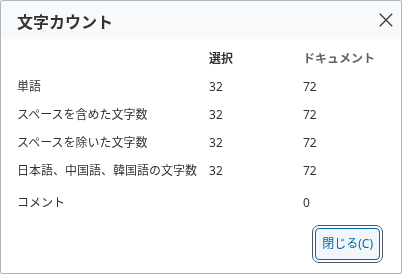 文字カウント
選択 ドキュメント
単語 32 72
スペースを含めた文字数 32 72
スペースを除いた文字数 32 72
日本語、中国語、韓国語の文字数 32 72
コメント 0
閉じる(C)